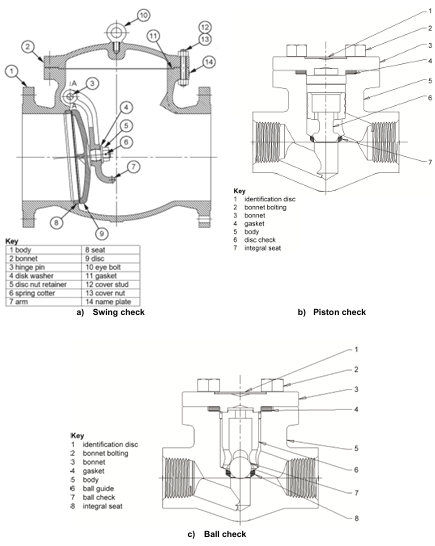 10
12
13
2
11
14
1
A
3
A
4
5
6
7
8
9
Key
1 body 8 seat
2 bonnet 9 disc
3 hinge pin 10 eye bolt
4 disk washer 11 gasket
5 disc nut retainer 12 cover stud
6 spring cotter 13 cover nut
7 arm 14 name plate
a) Swing check
1
2
3
4
5
6
7
Key
1 identification disc
2 bonnet bolting
3 bonnet
4 gasket
5 body
6 disc check
7 integral seat
b) Piston check
1
2
3
4
5
6
7
8
Key
1 identification disc
2 bonnet bolting
3 bonnet
4 gasket
5 body
6 ball guide
7 ball check
8 integral seat
c) Ball check